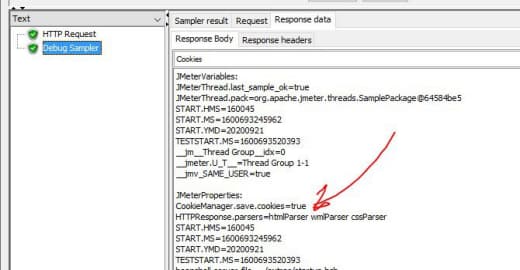 Text
HTTP Request
Debug Sampler
Sampler result Request Response data
Response Body Response headers
Cookies
JMeterVariables:
JMeterThread.last_sample_ok=true
JMeterThread.pack=org.apache.jmeter.threads.SamplePackage@64584be5
START.HMS=160045
START.MS=1600693245962
START.YMD=20200921
TESTSTART.MS=1600693520393
__jm__Thread Group__idx=0
__jmeter.U_T__=Thread Group 1-1
__jmv_SAME_USER=true
JMeterProperties:
CookieManager.save.cookies=true
HTTPResponse.parsers=htmlParser wmlParser cssParser
START.HMS=160045
START.MS=1600693245962
START.YMD=20200921
TESTSTART.MS=1600693520393